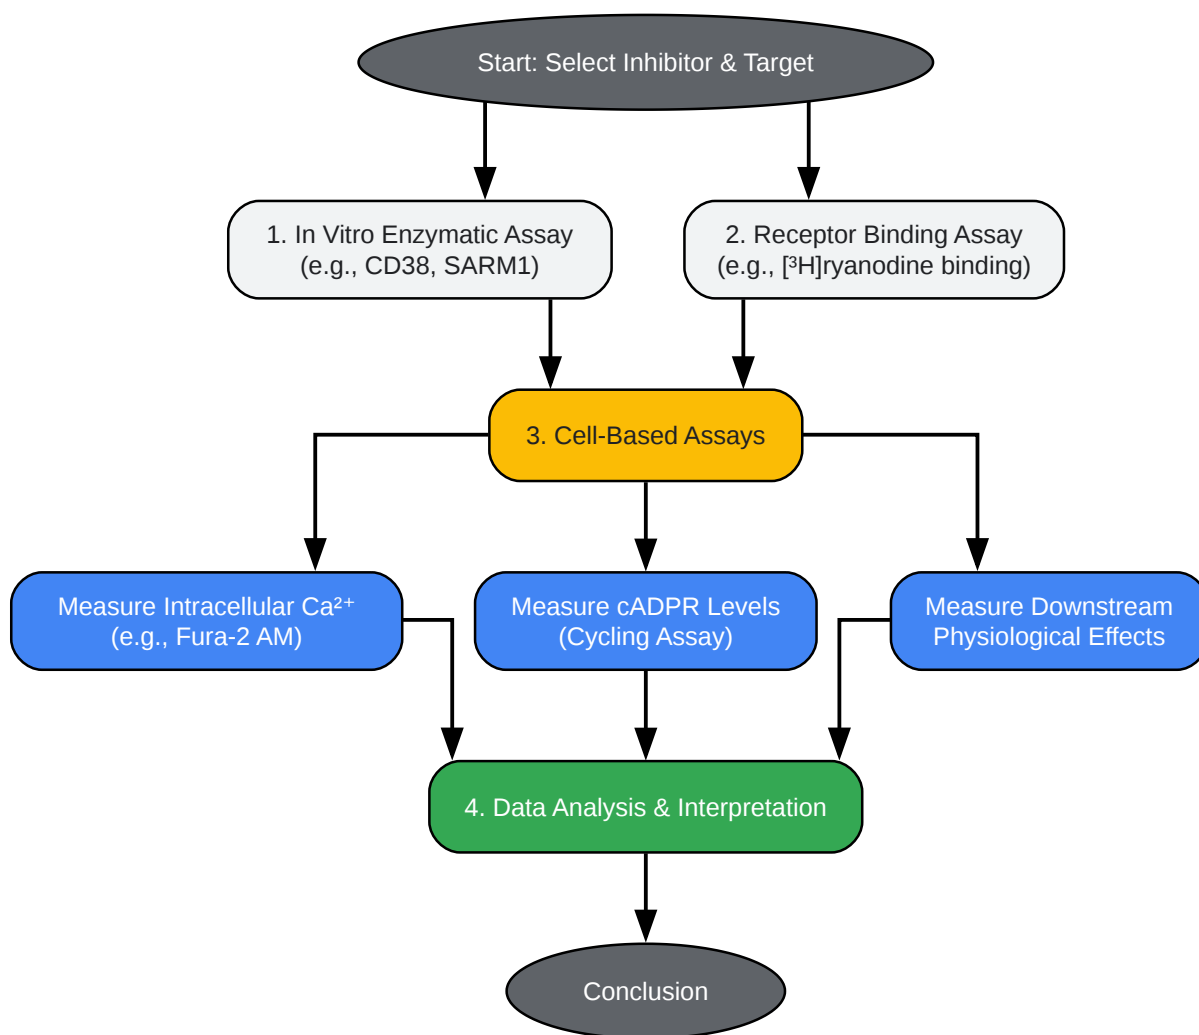 Start: Select Inhibitor & Target
1. In Vitro Enzymatic Assay
(e.g., CD38, SARM1)
2. Receptor Binding Assay
(e.g., [³H]ryanodine binding)
3. Cell-Based Assays
Measure Intracellular Ca²⁺
(e.g., Fura-2 AM)
Measure cADPR Levels
(Cycling Assay)
Measure Downstream
Physiological Effects
4. Data Analysis & Interpretation
Conclusion